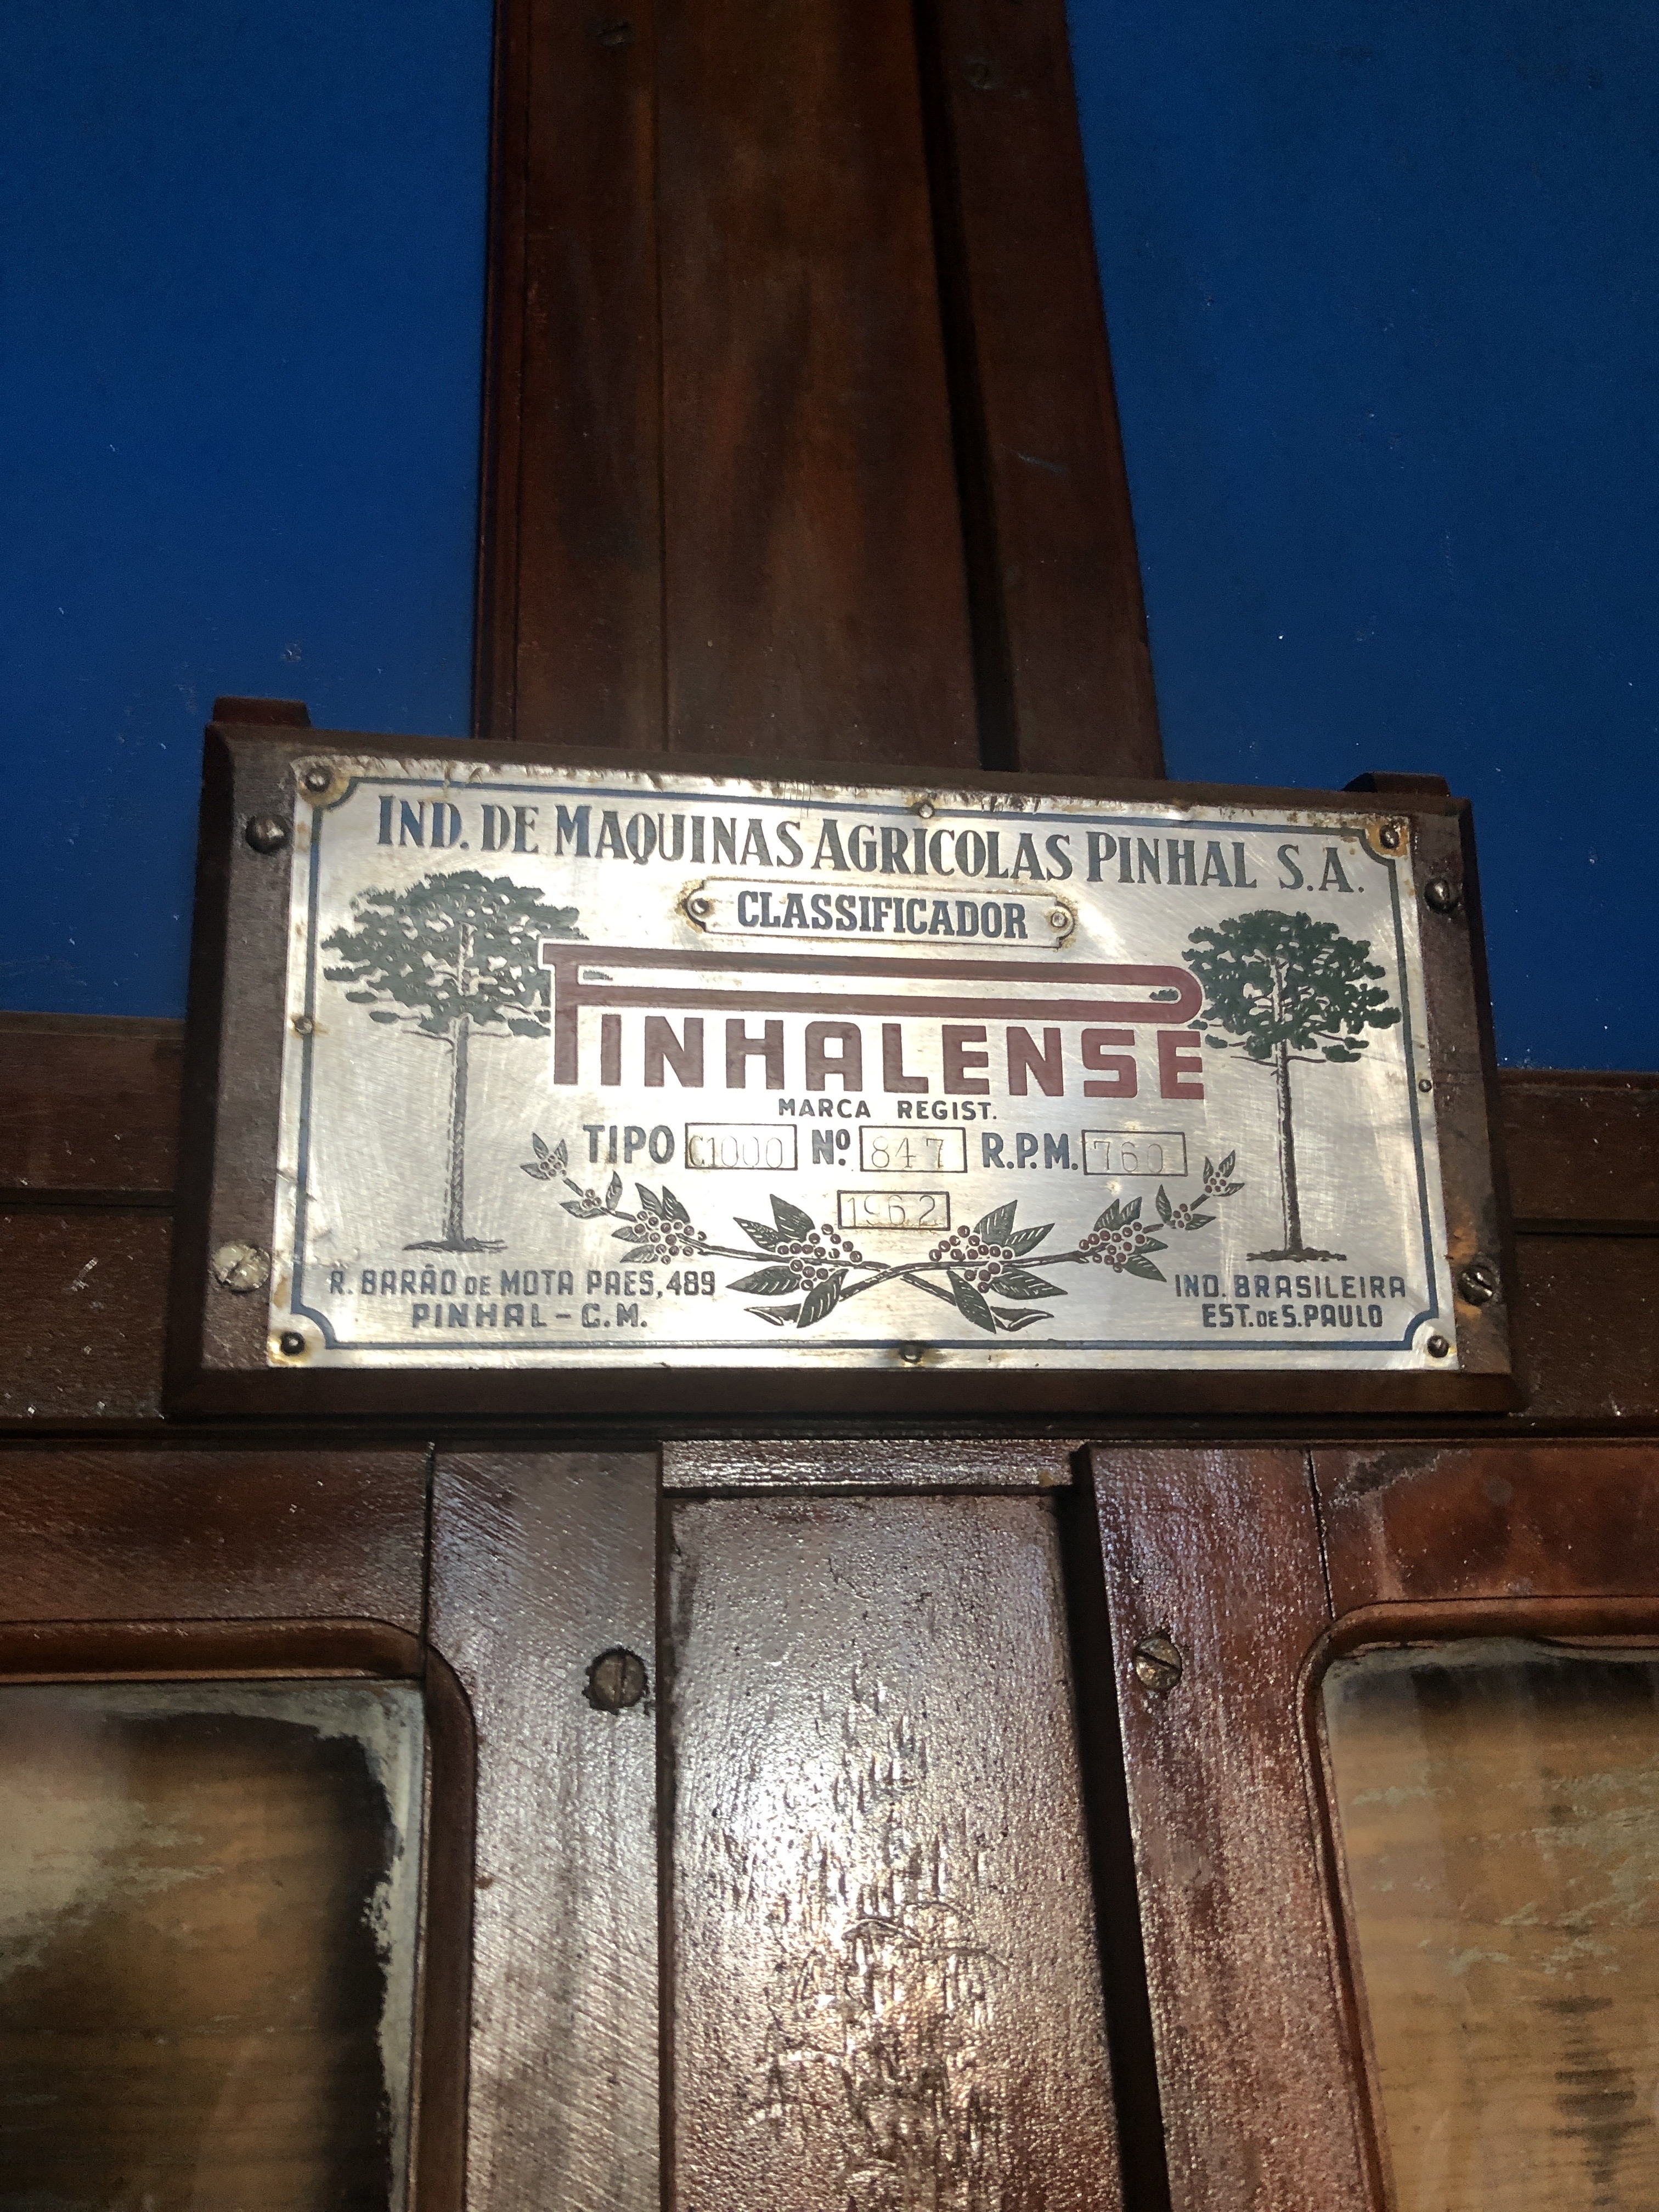 IND. DE MAQUINAS AGRICOLAS PINHAL S.A.
CLASSIFICADOR
PINHALENSE
MARCA REGIST.
TIPO C1000 Nº 847 R.P.M. 760
1962
R. BARÃO DE MOTA PAES, 489
PINHAL - C.M.
IND. BRASILEIRA
EST. DE S. PAULO